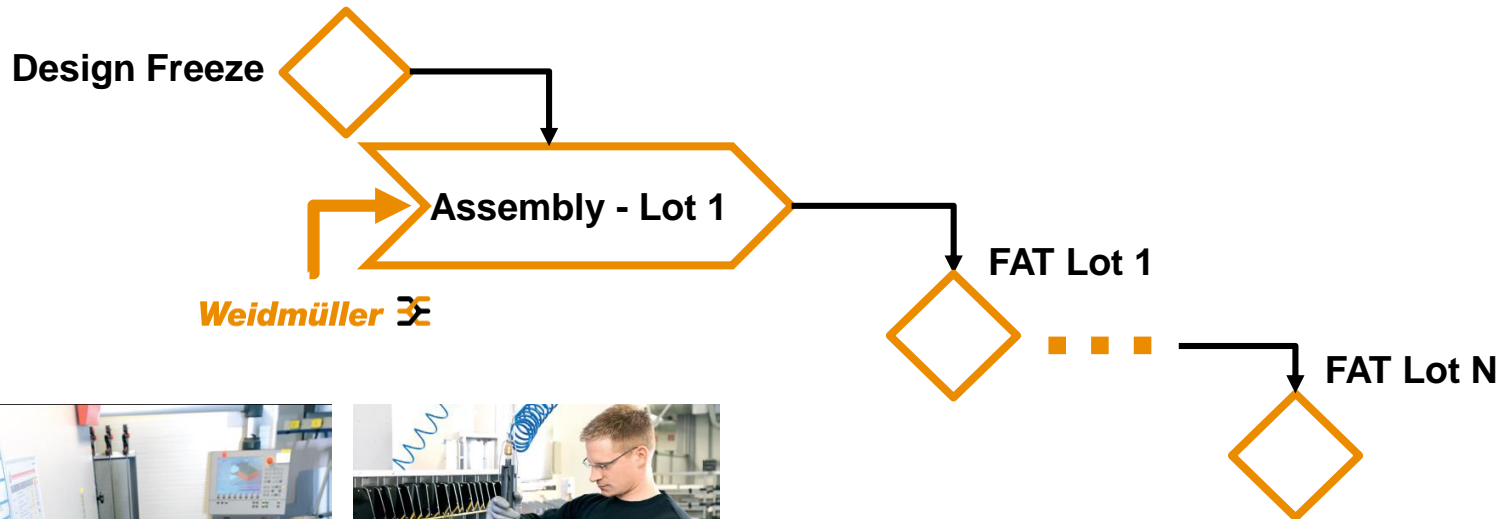 Design Freeze
Assembly - Lot 1
FAT Lot 1
Weidmüller
FAT Lot N